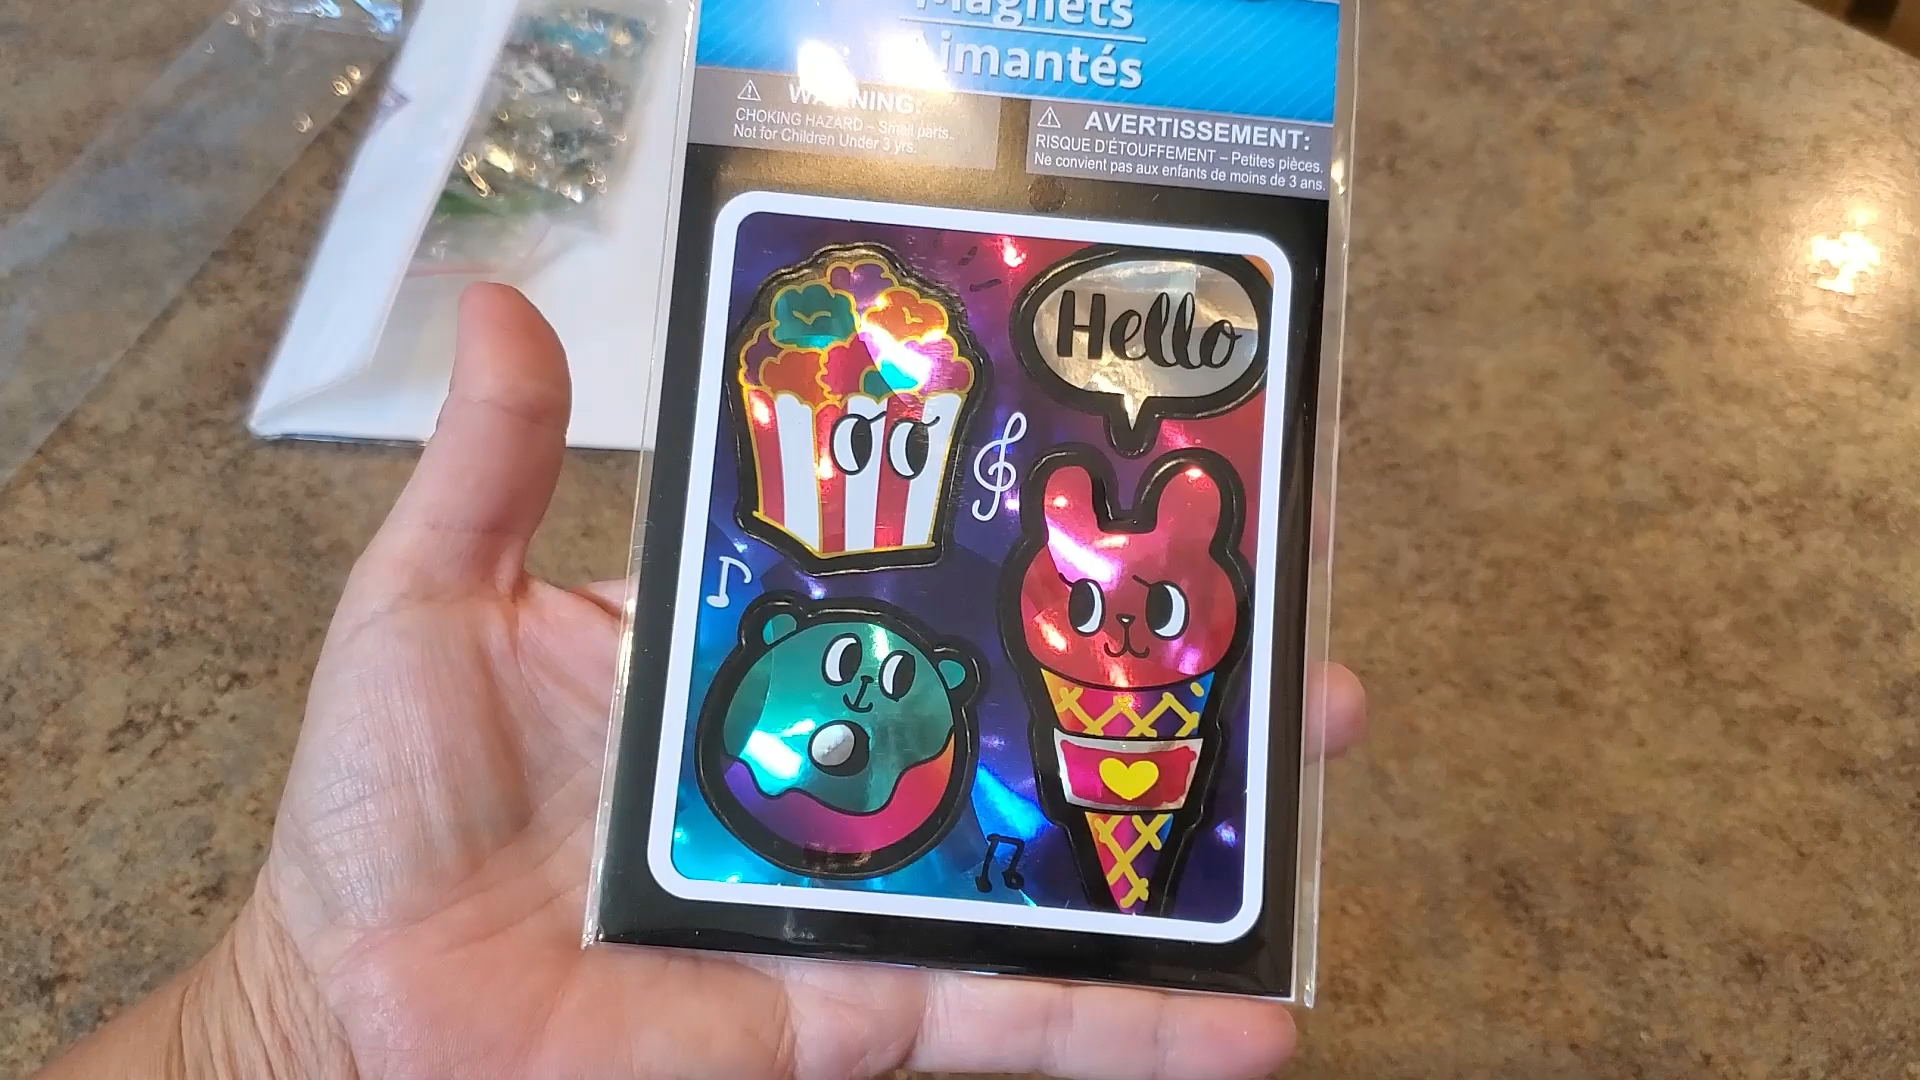 Magnets
imantés
WARNING:
CHOKING HAZARD – Small parts.
Not for Children Under 3 yrs.
AVERTISSEMENT:
RISQUE D'ÉTOUFFEMENT – Petites pièces.
Ne convient pas aux enfants de moins de 3 ans.
Hello